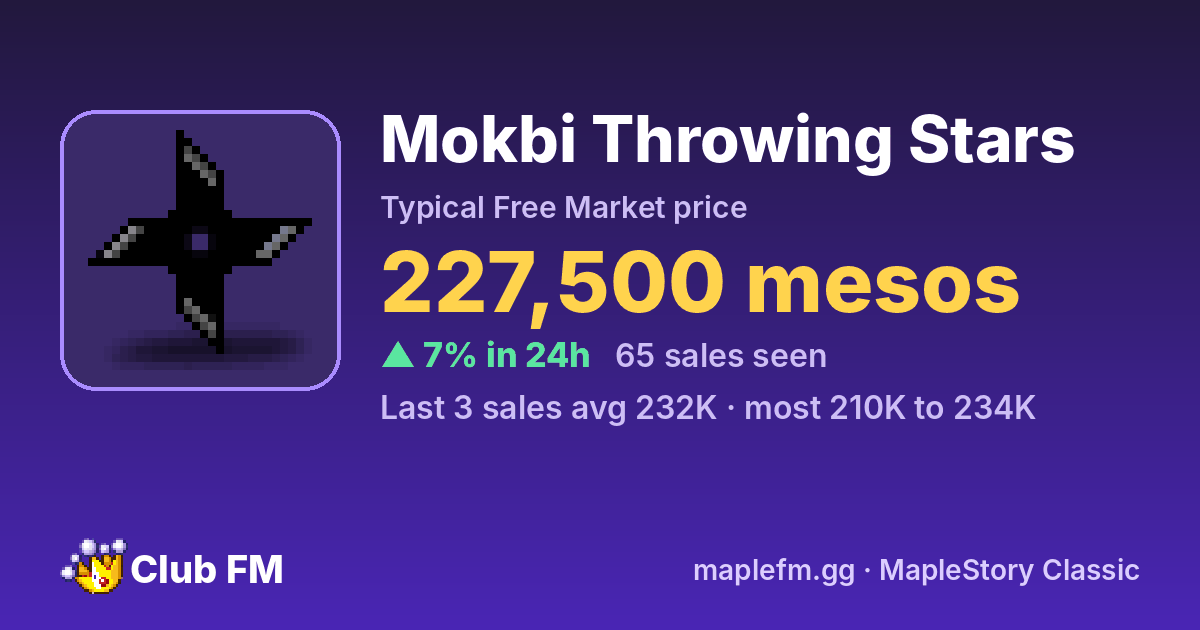 Mokbi Throwing Stars
Typical Free Market price
227,500 mesos
▲ 7% in 24h 65 sales seen
Last 3 sales avg 232K · most 210K to 234K
Club FM
maplefm.gg · MapleStory Classic